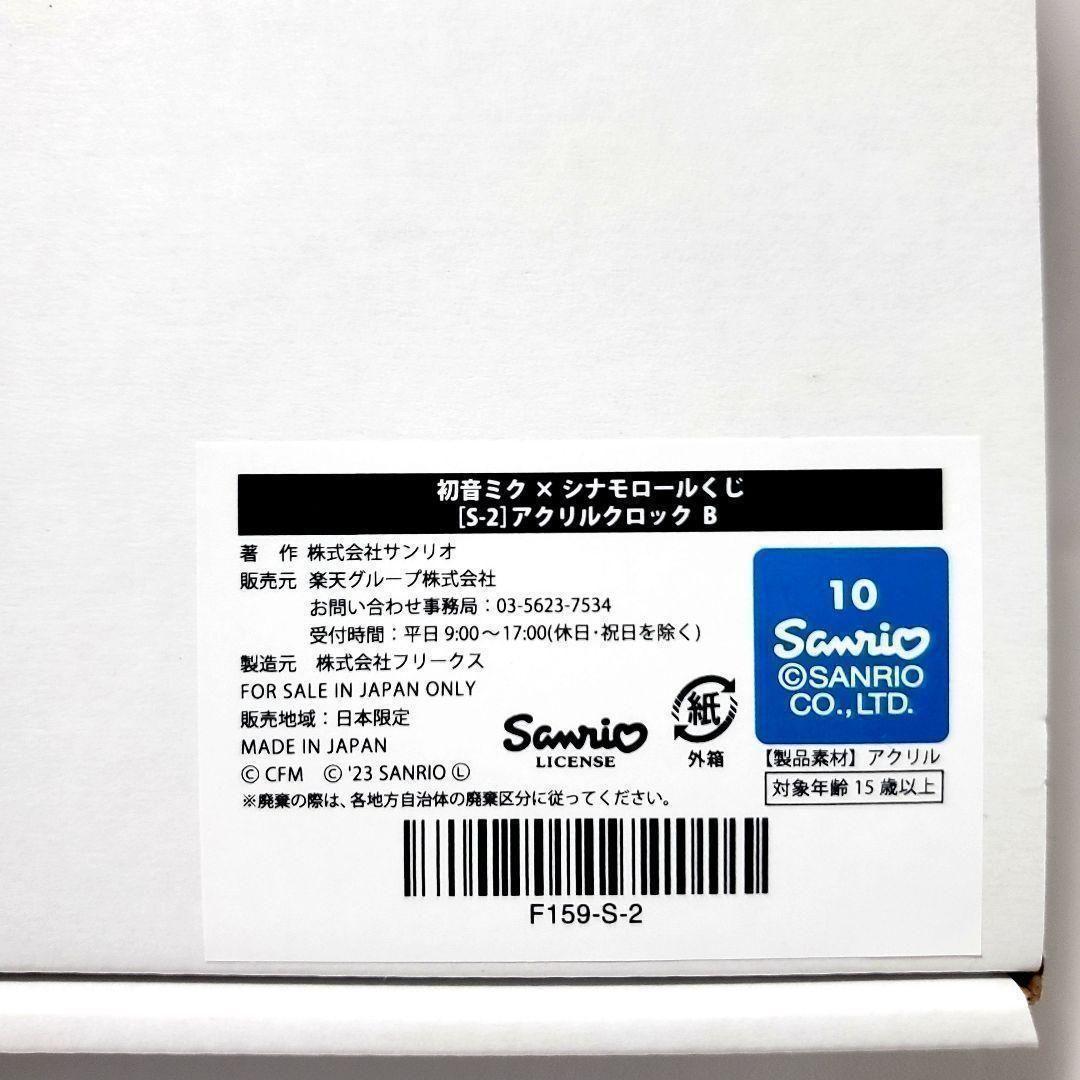 初音ミク × シナモロールくじ
[S-2]アクリルクロック B
著　作 株式会社サンリオ
販売元 楽天グループ株式会社
お問い合わせ事務局：03-5623-7534
受付時間：平日 9:00～17:00(休日･祝日を除く)
製造元　株式会社フリークス
FOR SALE IN JAPAN ONLY
販売地域：日本限定
MADE IN JAPAN
© CFM　© '23 SANRIO Ⓛ
※廃棄の際は、各地方自治体の廃棄区分に従ってください。
Sanrio
LICENSE
紙
外箱
10
Sanrio
©SANRIO
CO.,LTD.
【製品素材】アクリル
対象年齢 15 歳以上
F159-S-2